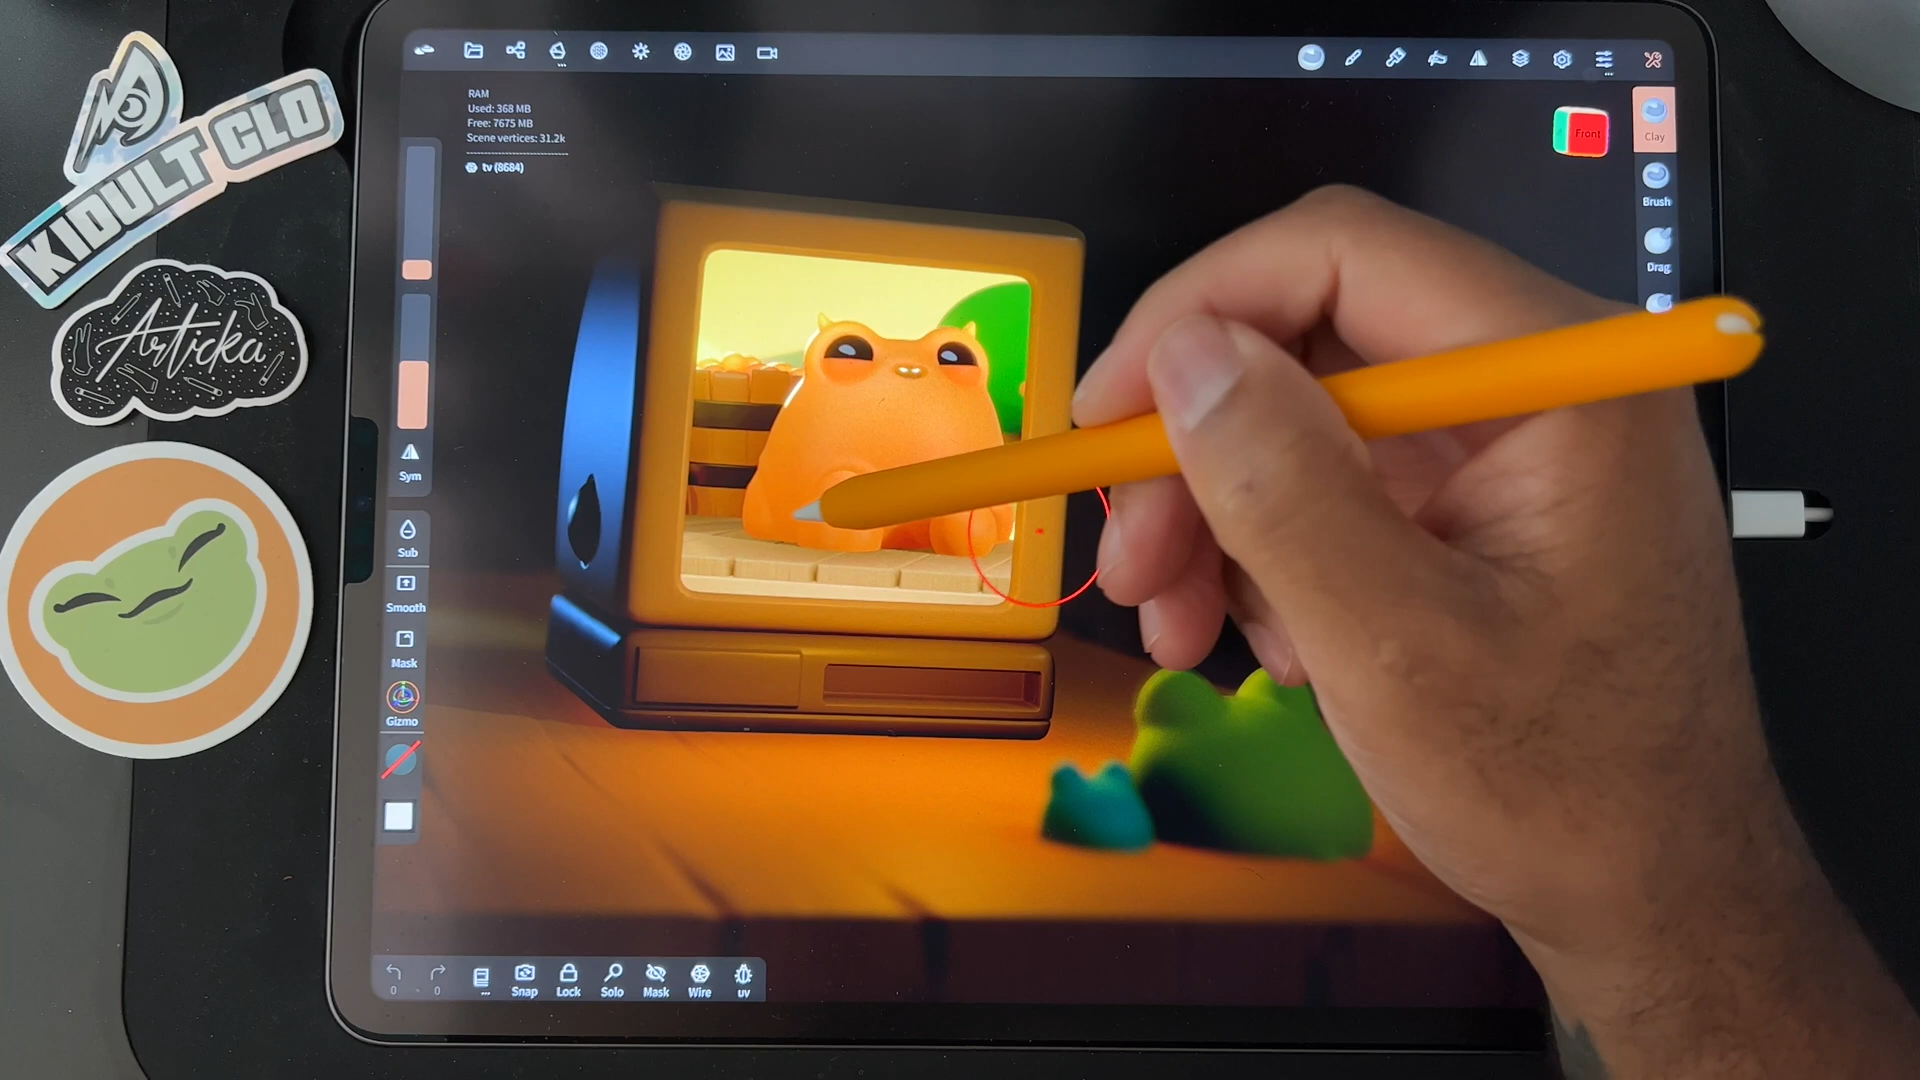 KIDULT CLO
Articka
RAM
Used: 368 MB
Free: 7675 MB
Scene vertices: 31.2k
tv (8684)
Front
Clay
Brush
Drag
Sym
Sub
Smooth
Mask
Gizmo
0 - 0
Snap
Lock
Solo
Mask
Wire
uv